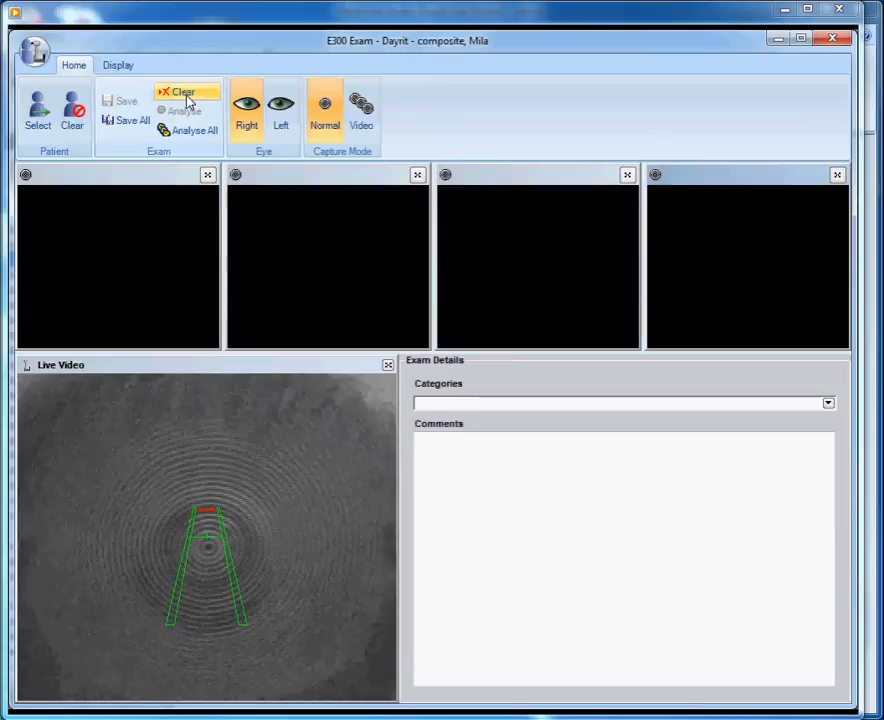 E300 Exam - Dayrit - composite, Mila
Home Display
Select
Clear
Patient
Save
Save All
Clear
Analyse
Analyse All
Exam
Right
Left
Eye
Normal
Video
Capture Mode
Live Video
Exam Details
Categories
Comments